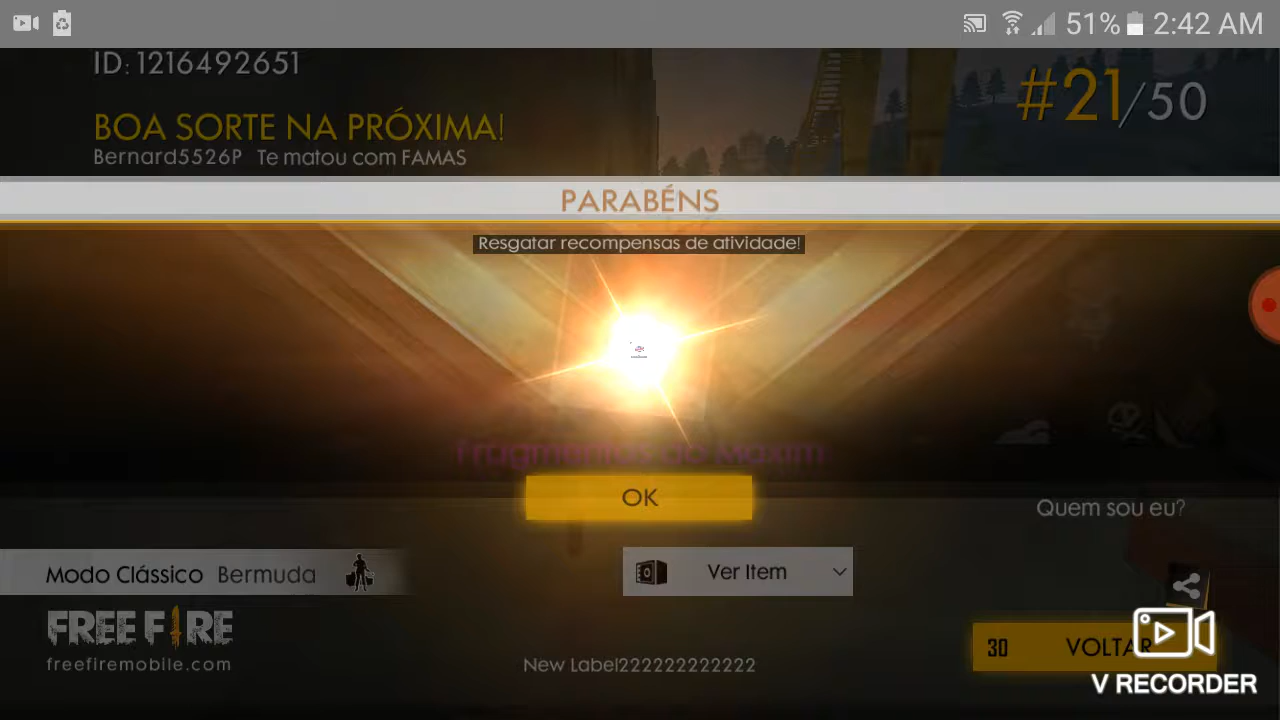 51% 2:42 AM
ID: 1216492651
#21/50
BOA SORTE NA PRÓXIMA!
Bernard5526P Te matou com FAMAS
PARABÉNS
Resgatar recompensas de atividade!
Fragmentos do Maxim
OK
Quem sou eu?
Modo Clássico Bermuda
Ver Item
FREE FIRE
freefiremobile.com
30 VOLTAR
New Label222222222222
V RECORDER